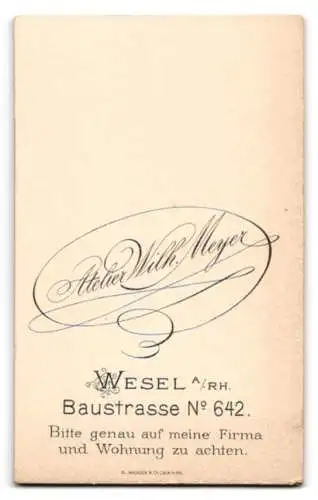 Atelier Wilh. Meyer
WESEL A/RH.
Baustrasse Nº 642.
Bitte genau auf meine Firma
und Wohnung zu achten.